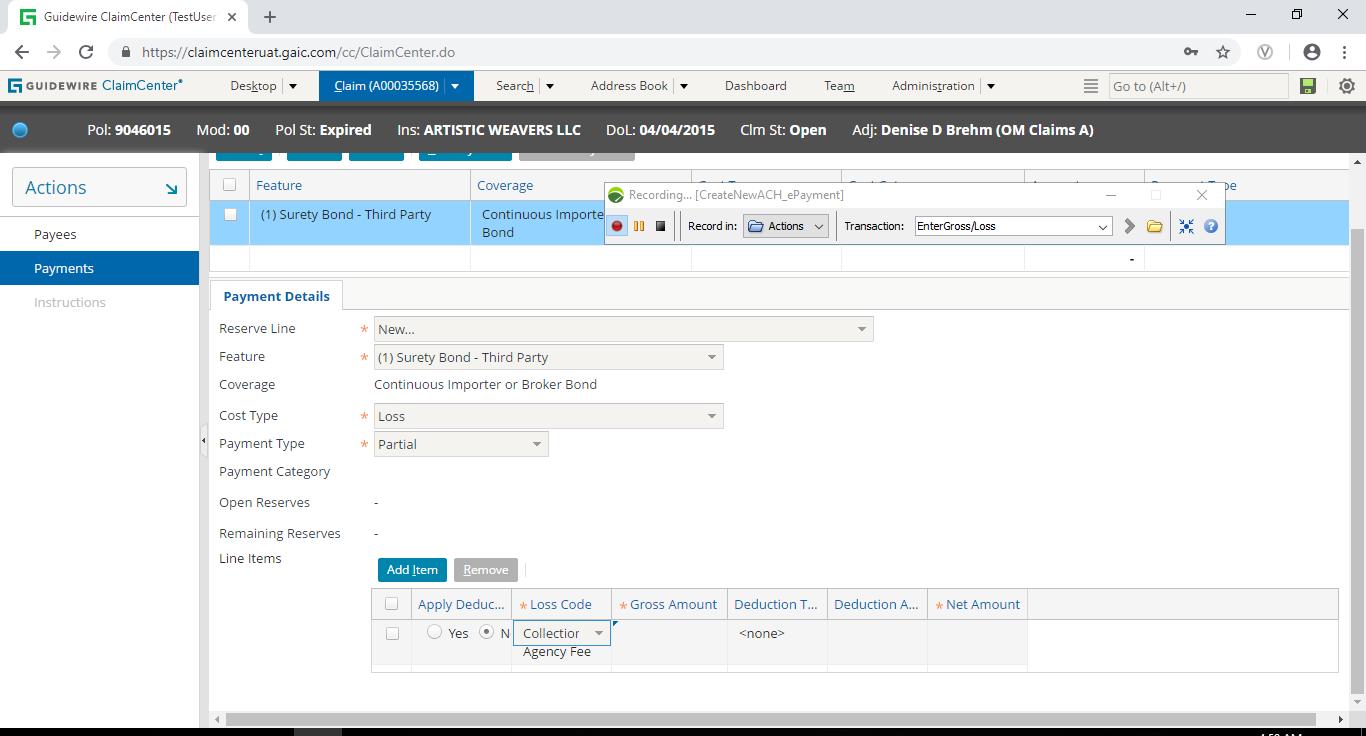 Guidewire ClaimCenter (TestUser
https://claimcenteruat.gaic.com/cc/ClaimCenter.do
GUIDEWIRE ClaimCenter® Desktop Claim (A00035568) Search Address Book Dashboard Team Administration Go to (Alt+/)
Pol: 9046015 Mod: 00 Pol St: Expired Ins: ARTISTIC WEAVERS LLC DoL: 04/04/2015 Clm St: Open Adj: Denise D Brehm (OM Claims A)
Actions
Payees
Payments
Instructions
Feature Coverage
(1) Surety Bond - Third Party Continuous Importe
Bond
-
Recording... [CreateNewACH_ePayment]
Record in: Actions Transaction: EnterGross/Loss
Payment Details
Reserve Line * New...
Feature * (1) Surety Bond - Third Party
Coverage Continuous Importer or Broker Bond
Cost Type * Loss
Payment Type * Partial
Payment Category
Open Reserves -
Remaining Reserves -
Line Items
Add Item Remove
Apply Deduc... * Loss Code * Gross Amount Deduction T... Deduction A... * Net Amount
Yes N Collection <none>
Agency Fee